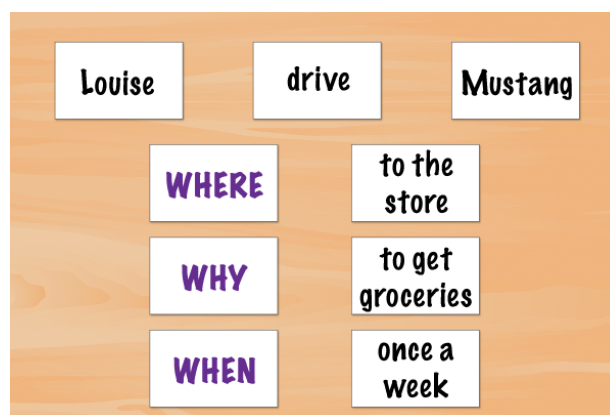 Louise drive Mustang
WHERE to the
store
WHY to get
groceries
WHEN once a
week